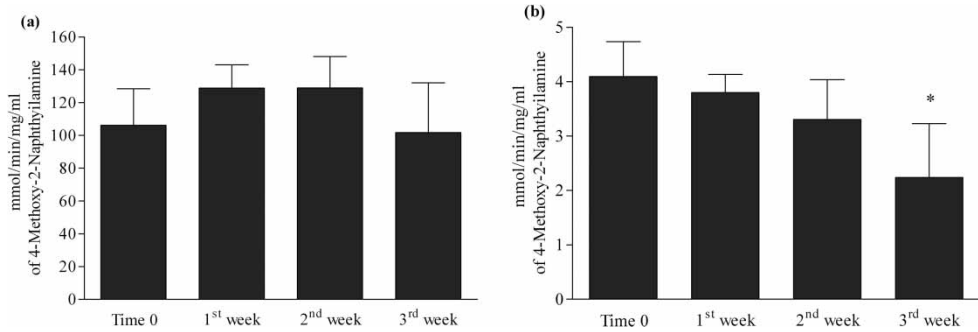 (a)
mmol/min/mg/ml
of 4-Methoxy-2-Naphthyilamine
160
140
120
100
80
60
40
20
0
Time 0 1st week 2nd week 3rd week
(b)
mmol/min/mg/ml
of 4-Methoxy-2-Naphthyilamine
5
4
3
2
1
0
*
Time 0 1st week 2nd week 3rd week